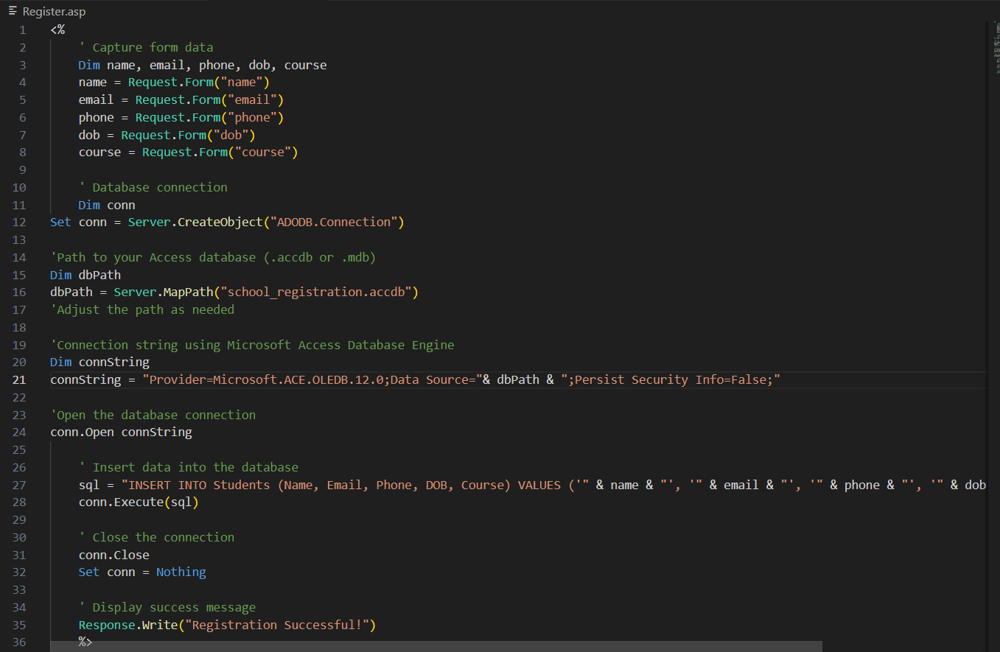 Register.asp
1 <%
2 ' Capture form data
3 Dim name, email, phone, dob, course
4 name = Request.Form("name")
5 email = Request.Form("email")
6 phone = Request.Form("phone")
7 dob = Request.Form("dob")
8 course = Request.Form("course")
9
10 ' Database connection
11 Dim conn
12 Set conn = Server.CreateObject("ADODB.Connection")
13
14 'Path to your Access database (.accdb or .mdb)
15 Dim dbPath
16 dbPath = Server.MapPath("school_registration.accdb")
17 'Adjust the path as needed
18
19 'Connection string using Microsoft Access Database Engine
20 Dim connString
21 connString = "Provider=Microsoft.ACE.OLEDB.12.0;Data Source="& dbPath & ";Persist Security Info=False;"
22
23 'Open the database connection
24 conn.Open connString
25
26 ' Insert data into the database
27 sql = "INSERT INTO Students (Name, Email, Phone, DOB, Course) VALUES ('" & name & "', '" & email & "', '" & phone & "', '" & dob
28 conn.Execute(sql)
29
30 ' Close the connection
31 conn.Close
32 Set conn = Nothing
33
34 ' Display success message
35 Response.Write("Registration Successful!")
36 %>